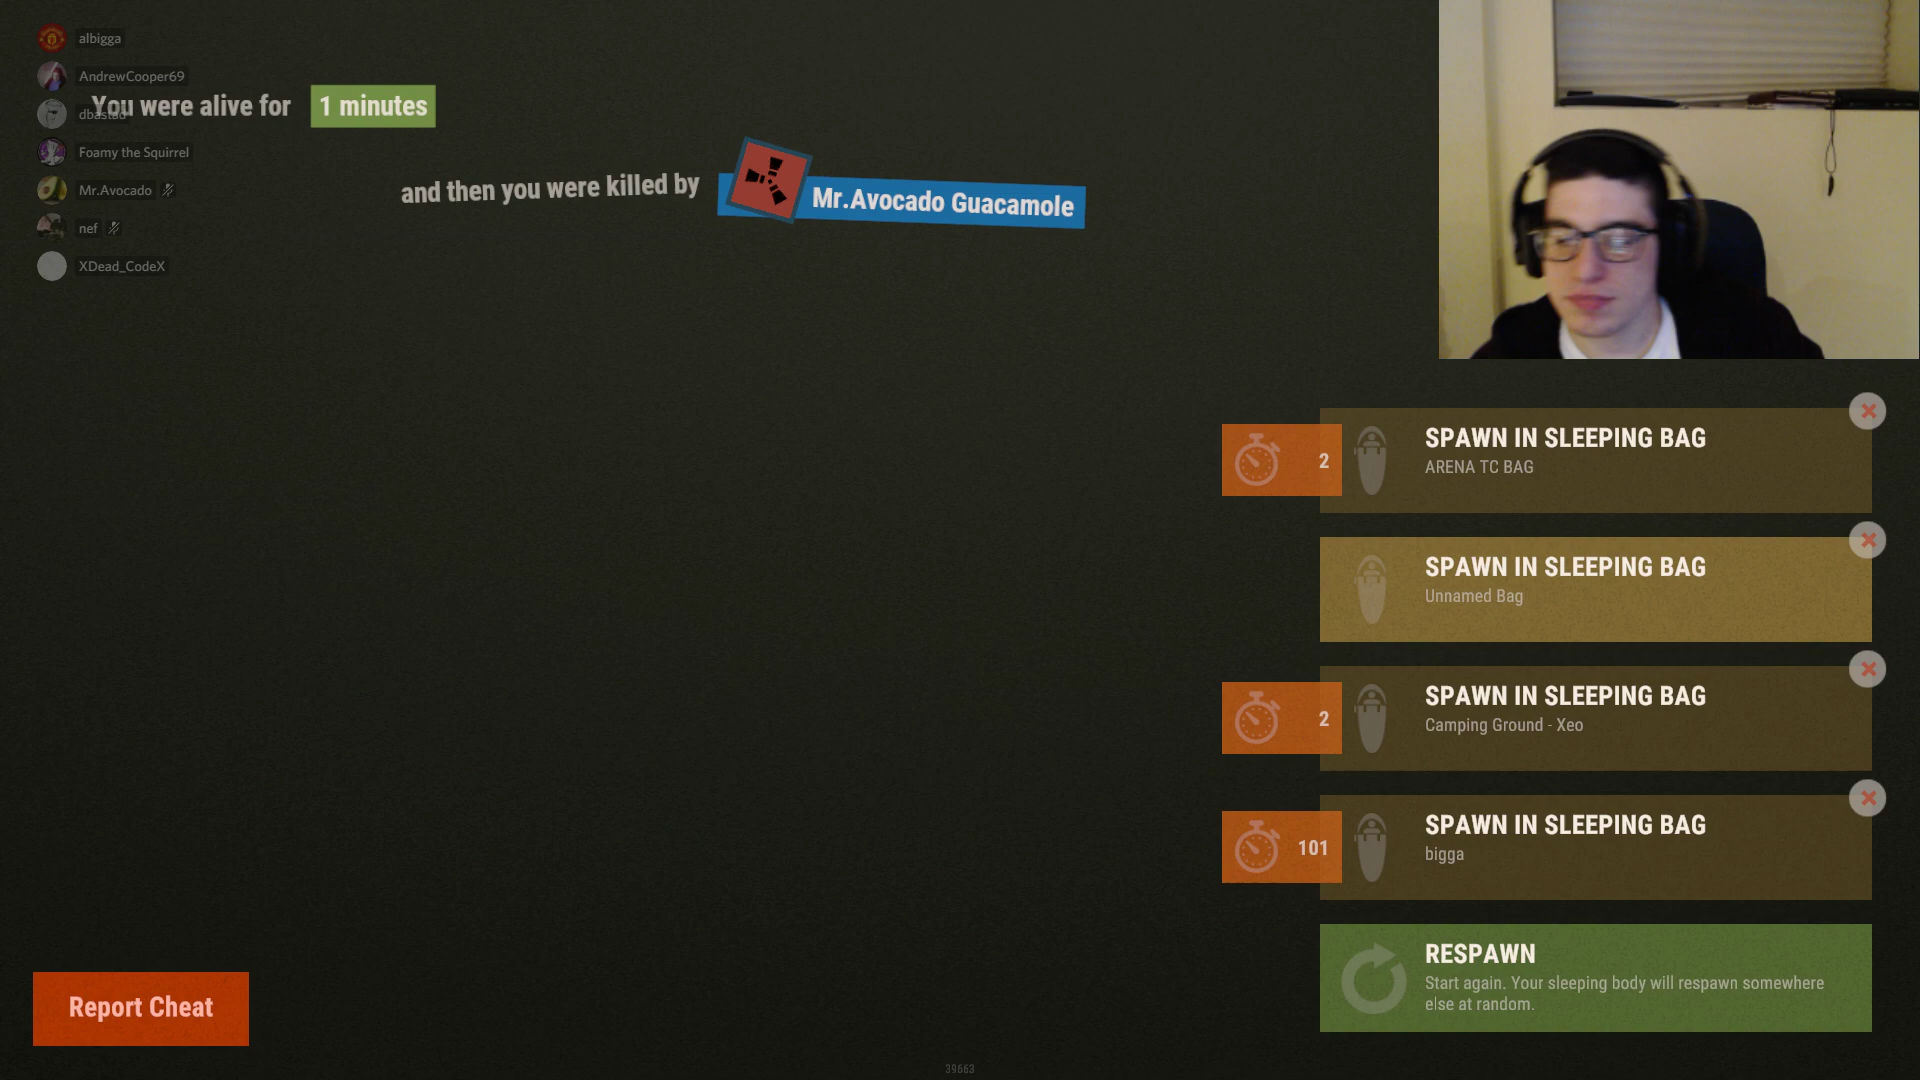 albigga
AndrewCooper69
You were alive for 1 minutes
dbastad
Foamy the Squirrel
and then you were killed by Mr.Avocado Guacamole
Mr.Avocado
nef
XDead_CodeX
SPAWN IN SLEEPING BAG
2
ARENA TC BAG
SPAWN IN SLEEPING BAG
Unnamed Bag
SPAWN IN SLEEPING BAG
2
Camping Ground - Xeo
SPAWN IN SLEEPING BAG
101
bigga
RESPAWN
Start again. Your sleeping body will respawn somewhere
else at random.
Report Cheat
39663